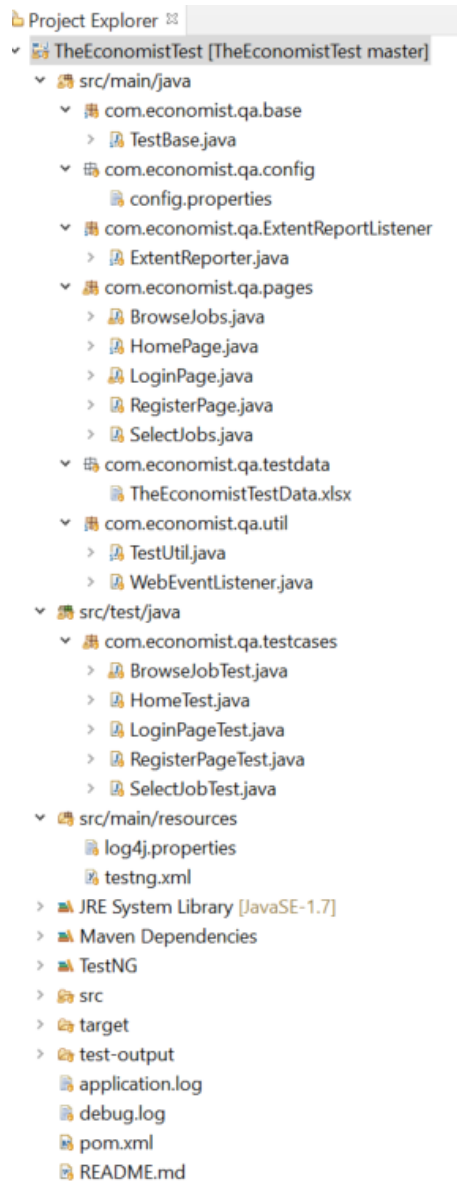 Project Explorer
TheEconomistTest [TheEconomistTest master]
src/main/java
com.economist.qa.base
TestBase.java
com.economist.qa.config
config.properties
com.economist.qa.ExtentReportListener
ExtentReporter.java
com.economist.qa.pages
BrowseJobs.java
HomePage.java
LoginPage.java
RegisterPage.java
SelectJobs.java
com.economist.qa.testdata
TheEconomistTestData.xlsx
com.economist.qa.util
TestUtil.java
WebEventListener.java
src/test/java
com.economist.qa.testcases
BrowseJobTest.java
HomeTest.java
LoginPageTest.java
RegisterPageTest.java
SelectJobTest.java
src/main/resources
log4j.properties
testng.xml
JRE System Library [JavaSE-1.7]
Maven Dependencies
TestNG
src
target
test-output
application.log
debug.log
pom.xml
README.md